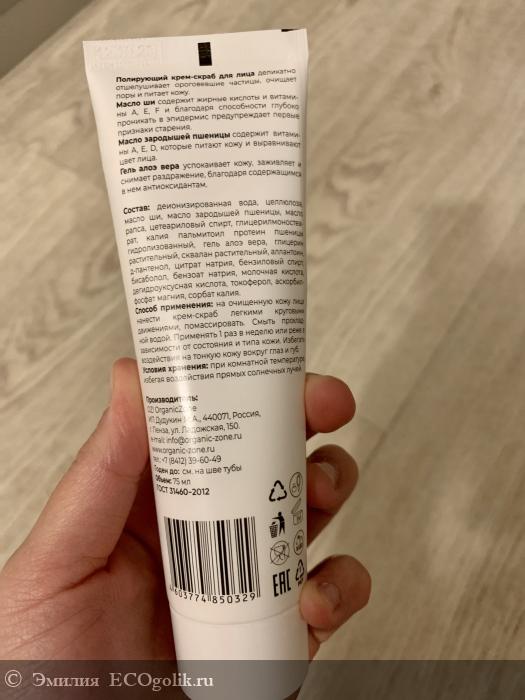 Полирующий крем-скраб для лица деликатно
отшелушивает ороговевшие частицы, очищает
поры и питает кожу.
Масло ши содержит жирные кислоты и витами-
ны А, Е, F и благодаря способности глубоко
проникать в эпидермис предупреждает первые
признаки старения.
Масло зародышей пшеницы содержит витами-
ны А, Е, D, которые питают кожу и выравнивают
цвет лица.
Гель алоэ вера успокаивает кожу, заживляет и
снимает раздражение, благодаря содержащимся
в нем антиоксидантам.
Состав: деионизированная вода, целлюлоза,
масло ши, масло зародышей пшеницы, масло
рапса, цетеариловый спирт, глицерилмоностеа-
рат, калия пальмитоил протеин пшеницы
гидролизованный, гель алоэ вера, глицерин
растительный, сквалан растительный, аллантоин,
д-пантенол, цитрат натрия, бензиловый спирт,
бисаболол, бензоат натрия, молочная кислота,
дегидроуксусная кислота, токоферол, аскорбил-
фосфат магния, сорбат калия.
Способ применения: на очищенную кожу лица
нанести крем-скраб легкими круговыми
движениями, помассировать. Смыть прохлад-
ной водой. Применять 1 раз в неделю или реже в
зависимости от состояния и типа кожи. Избегать
воздействия на тонкую кожу вокруг глаз и губ.
Условия хранения: при комнатной температуре,
избегая воздействия прямых солнечных лучей.
Производитель:
OZ! OrganicZone
ИП Дудукин А., 440071, Россия,
г. Пенза, ул. Ладожская, 150.
e-mail: info@organic-zone.ru
www.organic-zone.ru
тел.: +7 (8412) 39-60-49
Годен до: см. на шве тубы
Объем: 75 мл
ГОСТ 31460-2012
4603774 850329
EAC
© Эмилия ECOgolik.ru